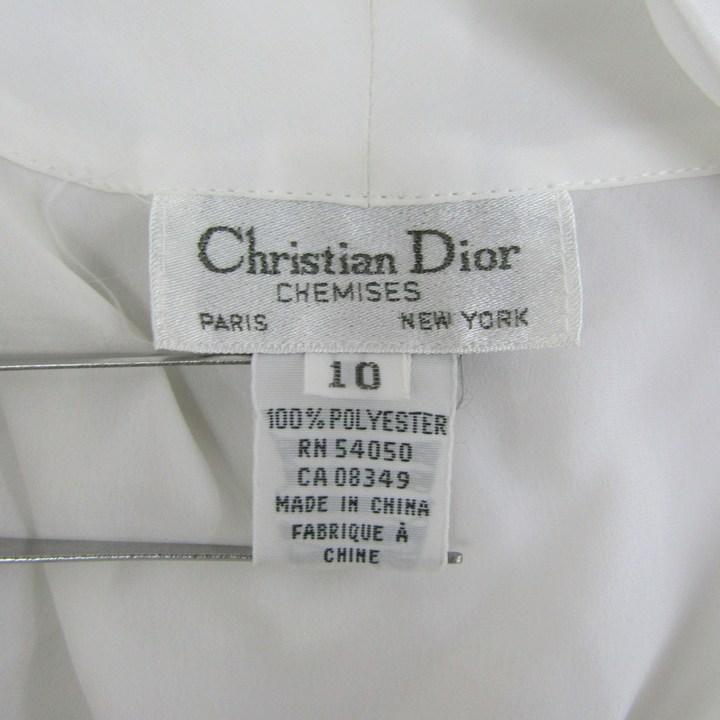 Christian Dior
CHEMISES
PARIS NEW YORK
10
100% POLYESTER
RN 54050
CA 08349
MADE IN CHINA
FABRIQUE À
CHINE